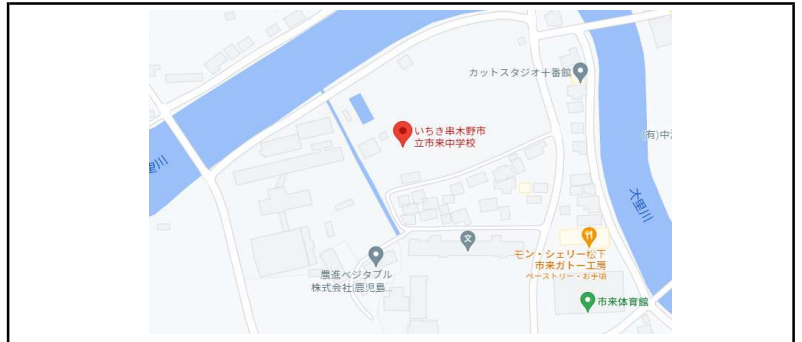 カットスタジオ十番館
いちき串木野市
立市来中学校
(有)中
大里川
里川
モン・シェリー松下
市来ガトー工房
ペーストリー・お手頃
農進ベジタブル
株式会社(鹿児島...
市来体育館
文